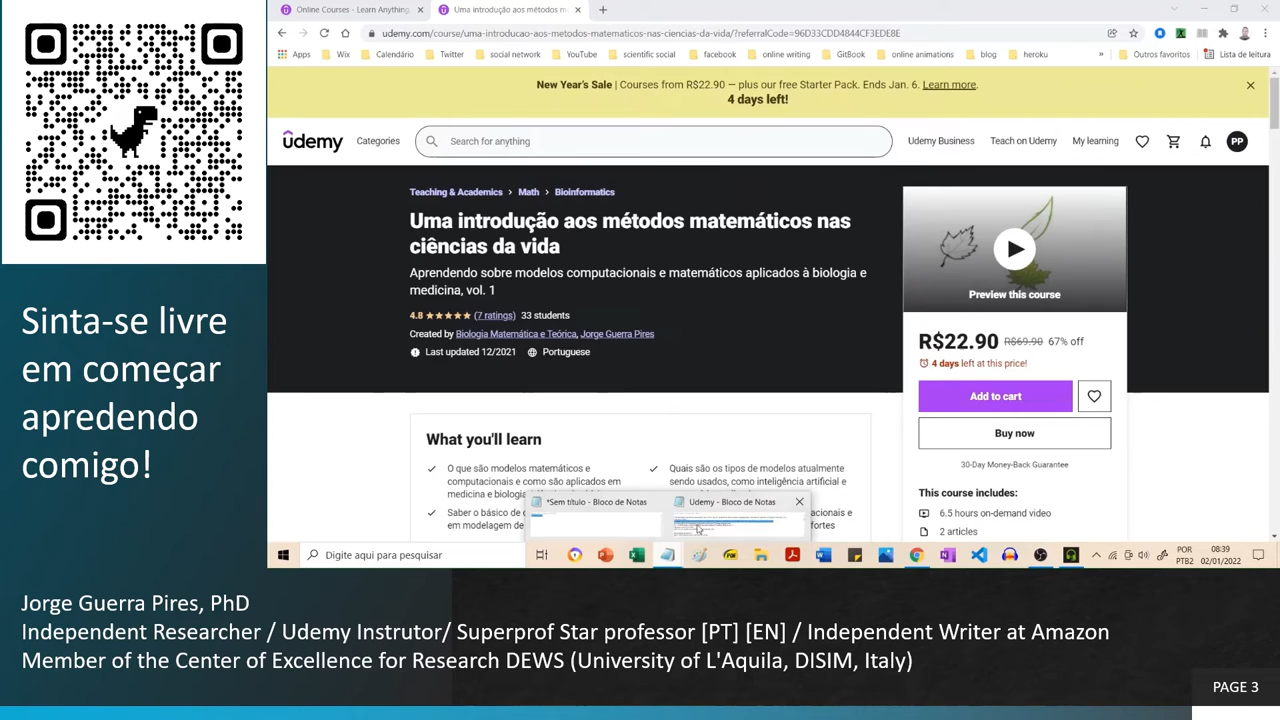 Online Courses - Learn Anything,
Uma introdução aos métodos m
udemy.com/course/uma-introducao-aos-metodos-matematicos-nas-ciencias-da-vida/?referralCode=96D33CDD4844CF3EDE8E
Apps
Wix
Calendário
Twitter
social network
YouTube
scientific social
facebook
online
GitBook
online animations
blog
heroku
»
Outros favoritos
Lista de leitura
New Year's Sale | Courses from R$22.90 — plus our free Starter Pack. Ends Jan. 6. Learn more.
4 days left!
udemy
Categories
Search for anything
Udemy Business
Teach on Udemy
My learning
PP
Teaching & Academics > Math > Bioinformatics
Uma introdução aos métodos matemáticos nas
ciências da vida
Aprendendo sobre modelos computacionais e matemáticos aplicados à biologia e
medicina, vol. 1
4.8 (7 ratings) 33 students
Created by Biologia Matemática e Teórica, Jorge Guerra Pires
Last updated 12/2021 Portuguese
Preview this course
R$22.90 R$69.90 67% off
4 days left at this price!
Add to cart
Buy now
30-Day Money-Back Guarantee
This course includes:
6.5 hours on-demand video
2 articles
What you'll learn
O que são modelos matemáticos e
computacionais e como são aplicados em
medicina e biolog
Saber o básico d
em modelagem d
Quais são os tipos de modelos atualmente
sendo usados, como inteligência artificial e
acionais e
fortes
*Sem título - Bloco de Notas
Udemy - Bloco de Notas
Digite aqui para pesquisar
POR
PTB2
08:39
02/01/2022
Sinta-se livre
em começar
apredendo
comigo!
Jorge Guerra Pires, PhD
Independent Researcher / Udemy Instrutor/ Superprof Star professor [PT] [EN] / Independent Writer at Amazon
Member of the Center of Excellence for Research DEWS (University of L'Aquila, DISIM, Italy)
PAGE 3